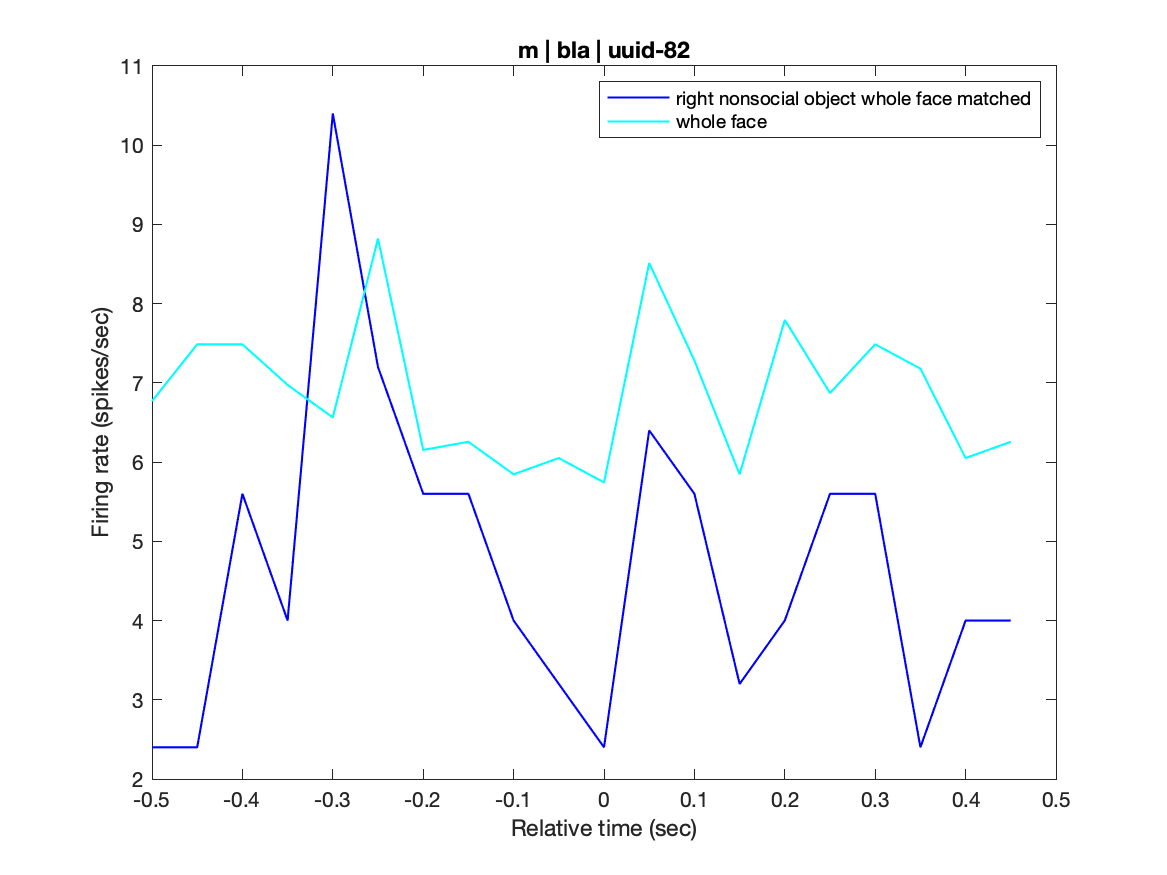 m | bla | uuid-82
right nonsocial object whole face matched
whole face
Firing rate (spikes/sec)
11
10
9
8
7
6
5
4
3
2
-0.5 -0.4 -0.3 -0.2 -0.1 0 0.1 0.2 0.3 0.4 0.5
Relative time (sec)